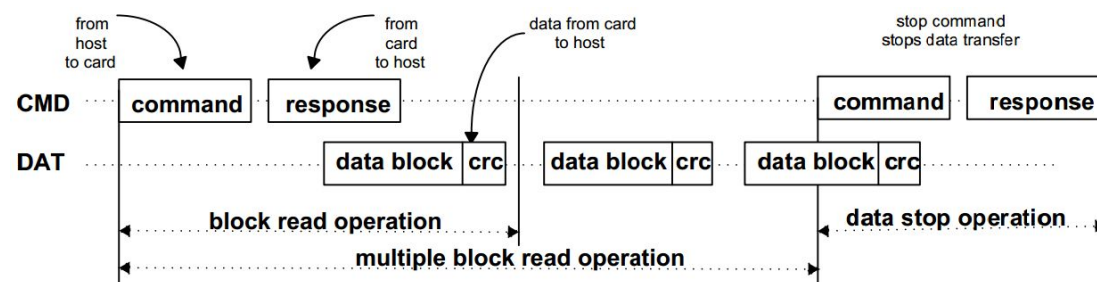 from
host
to card
from
card
to host
data from card
to host
stop command
stops data transfer
CMD
command
response
command
response
DAT
data block
crc
data block
crc
data block
crc
block read operation
data stop operation
multiple block read operation